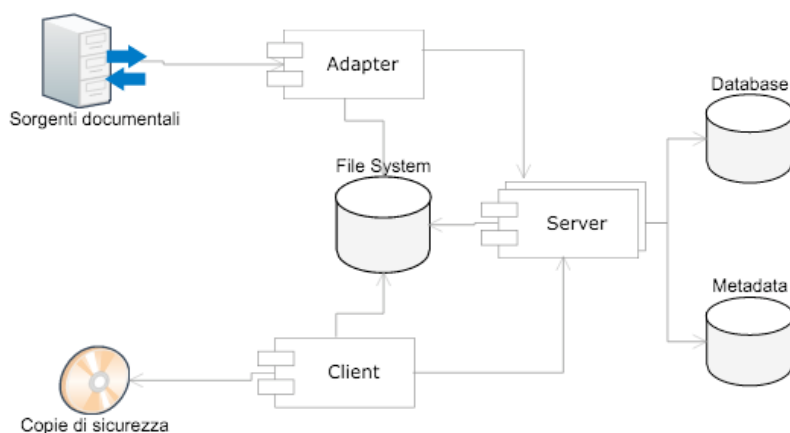 Adapter
Database
Sorgenti documentali
File System
Server
Metadata
Client
Copie di sicurezza